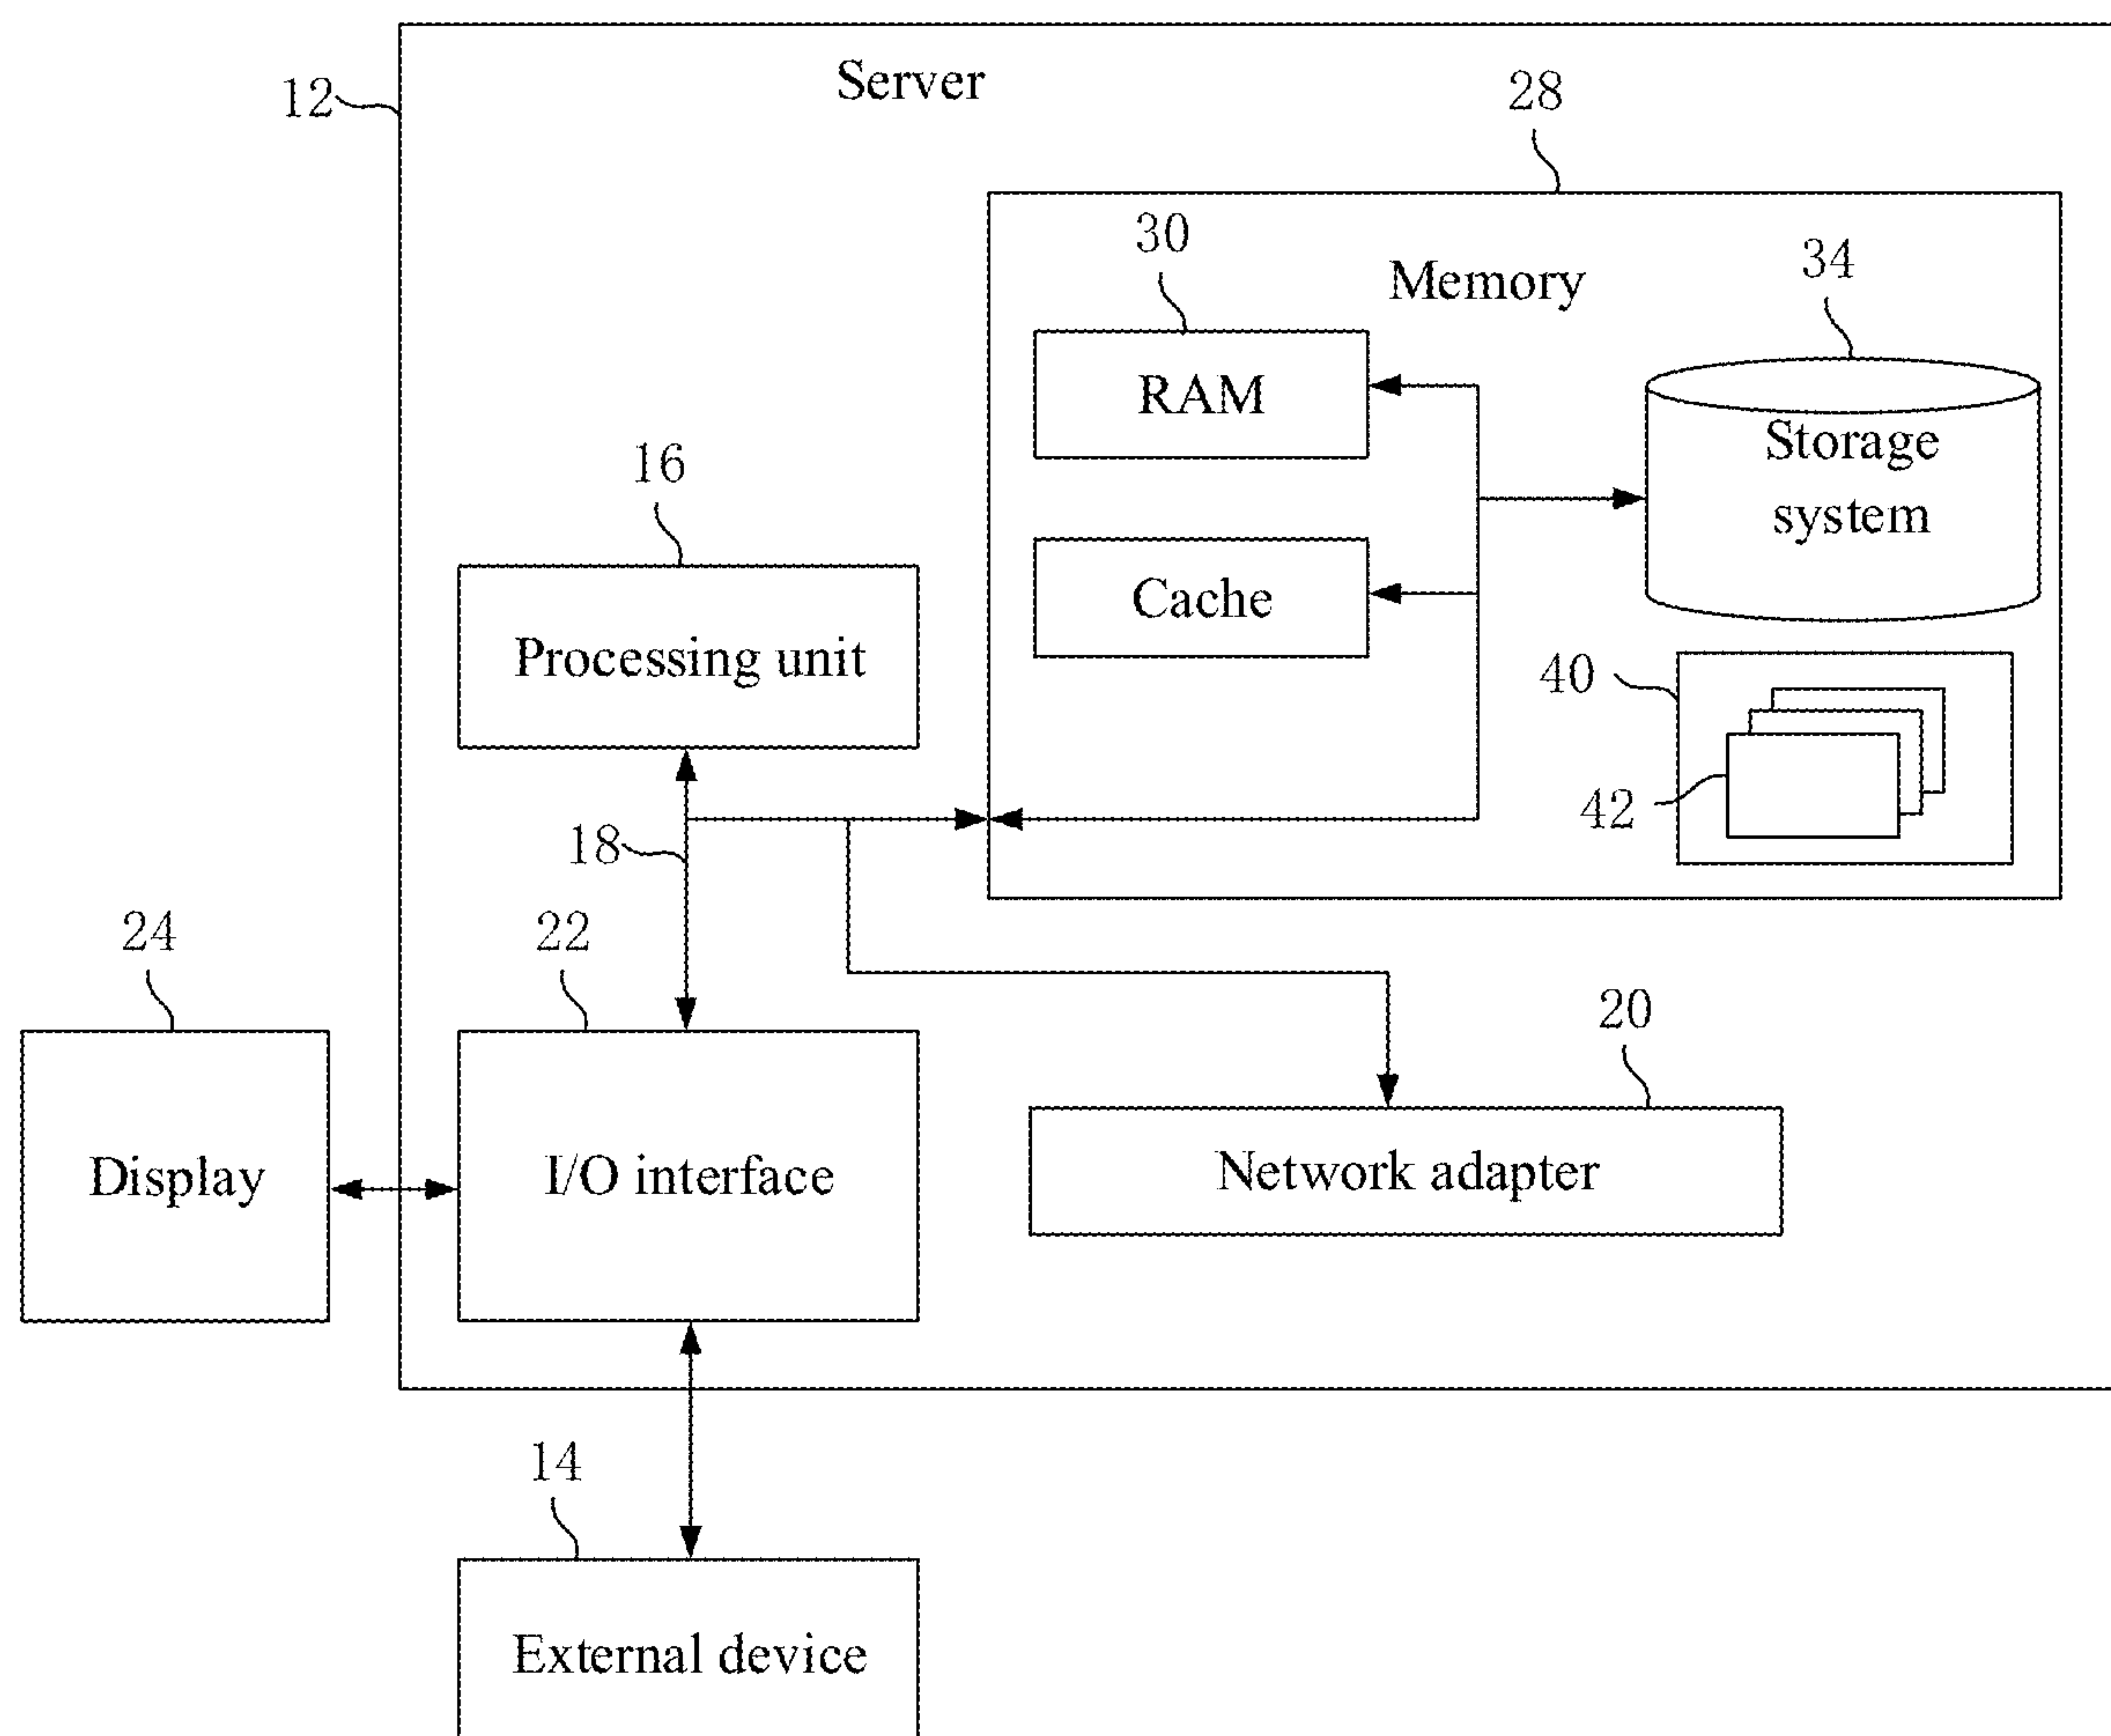 12
Server
28
30
Memory
34
RAM
Storage
system
16
Cache
Processing unit
40
42
18
24
22
20
Display
I/O interface
Network adapter
14
External device